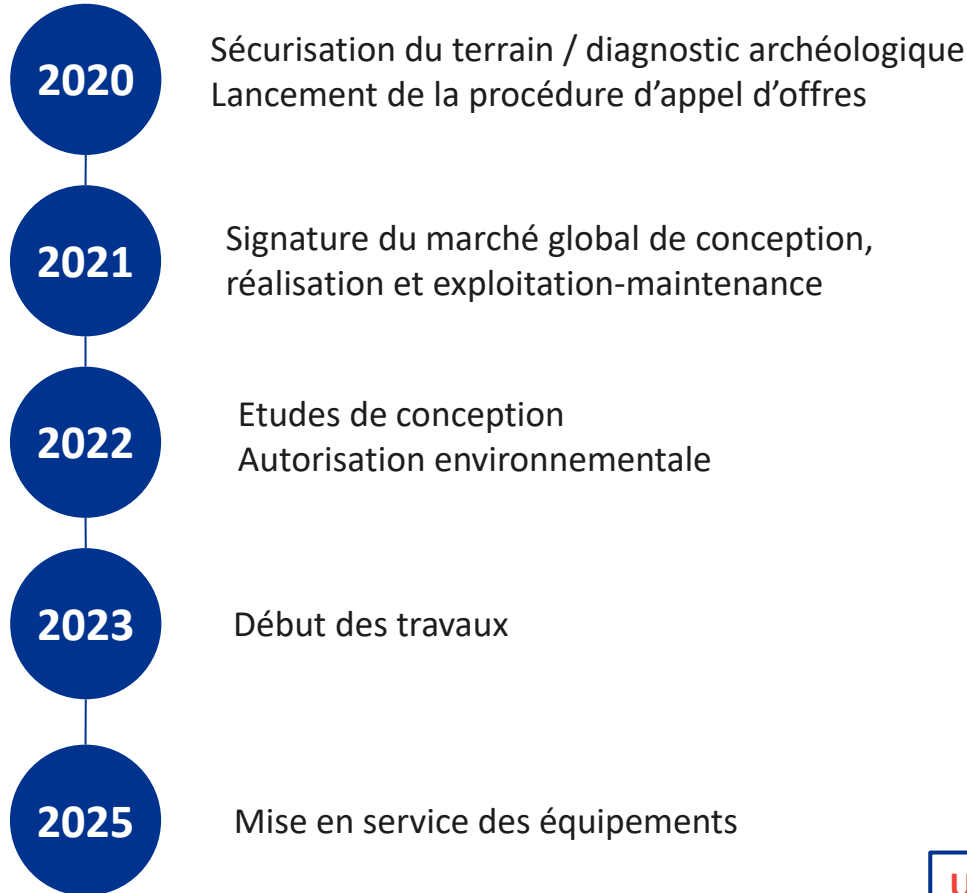 2020
Sécurisation du terrain / diagnostic archéologique
Lancement de la procédure d’appel d’offres
2021
Signature du marché global de conception,
réalisation et exploitation-maintenance
2022
Etudes de conception
Autorisation environnementale
2023
Début des travaux
2025
Mise en service des équipements